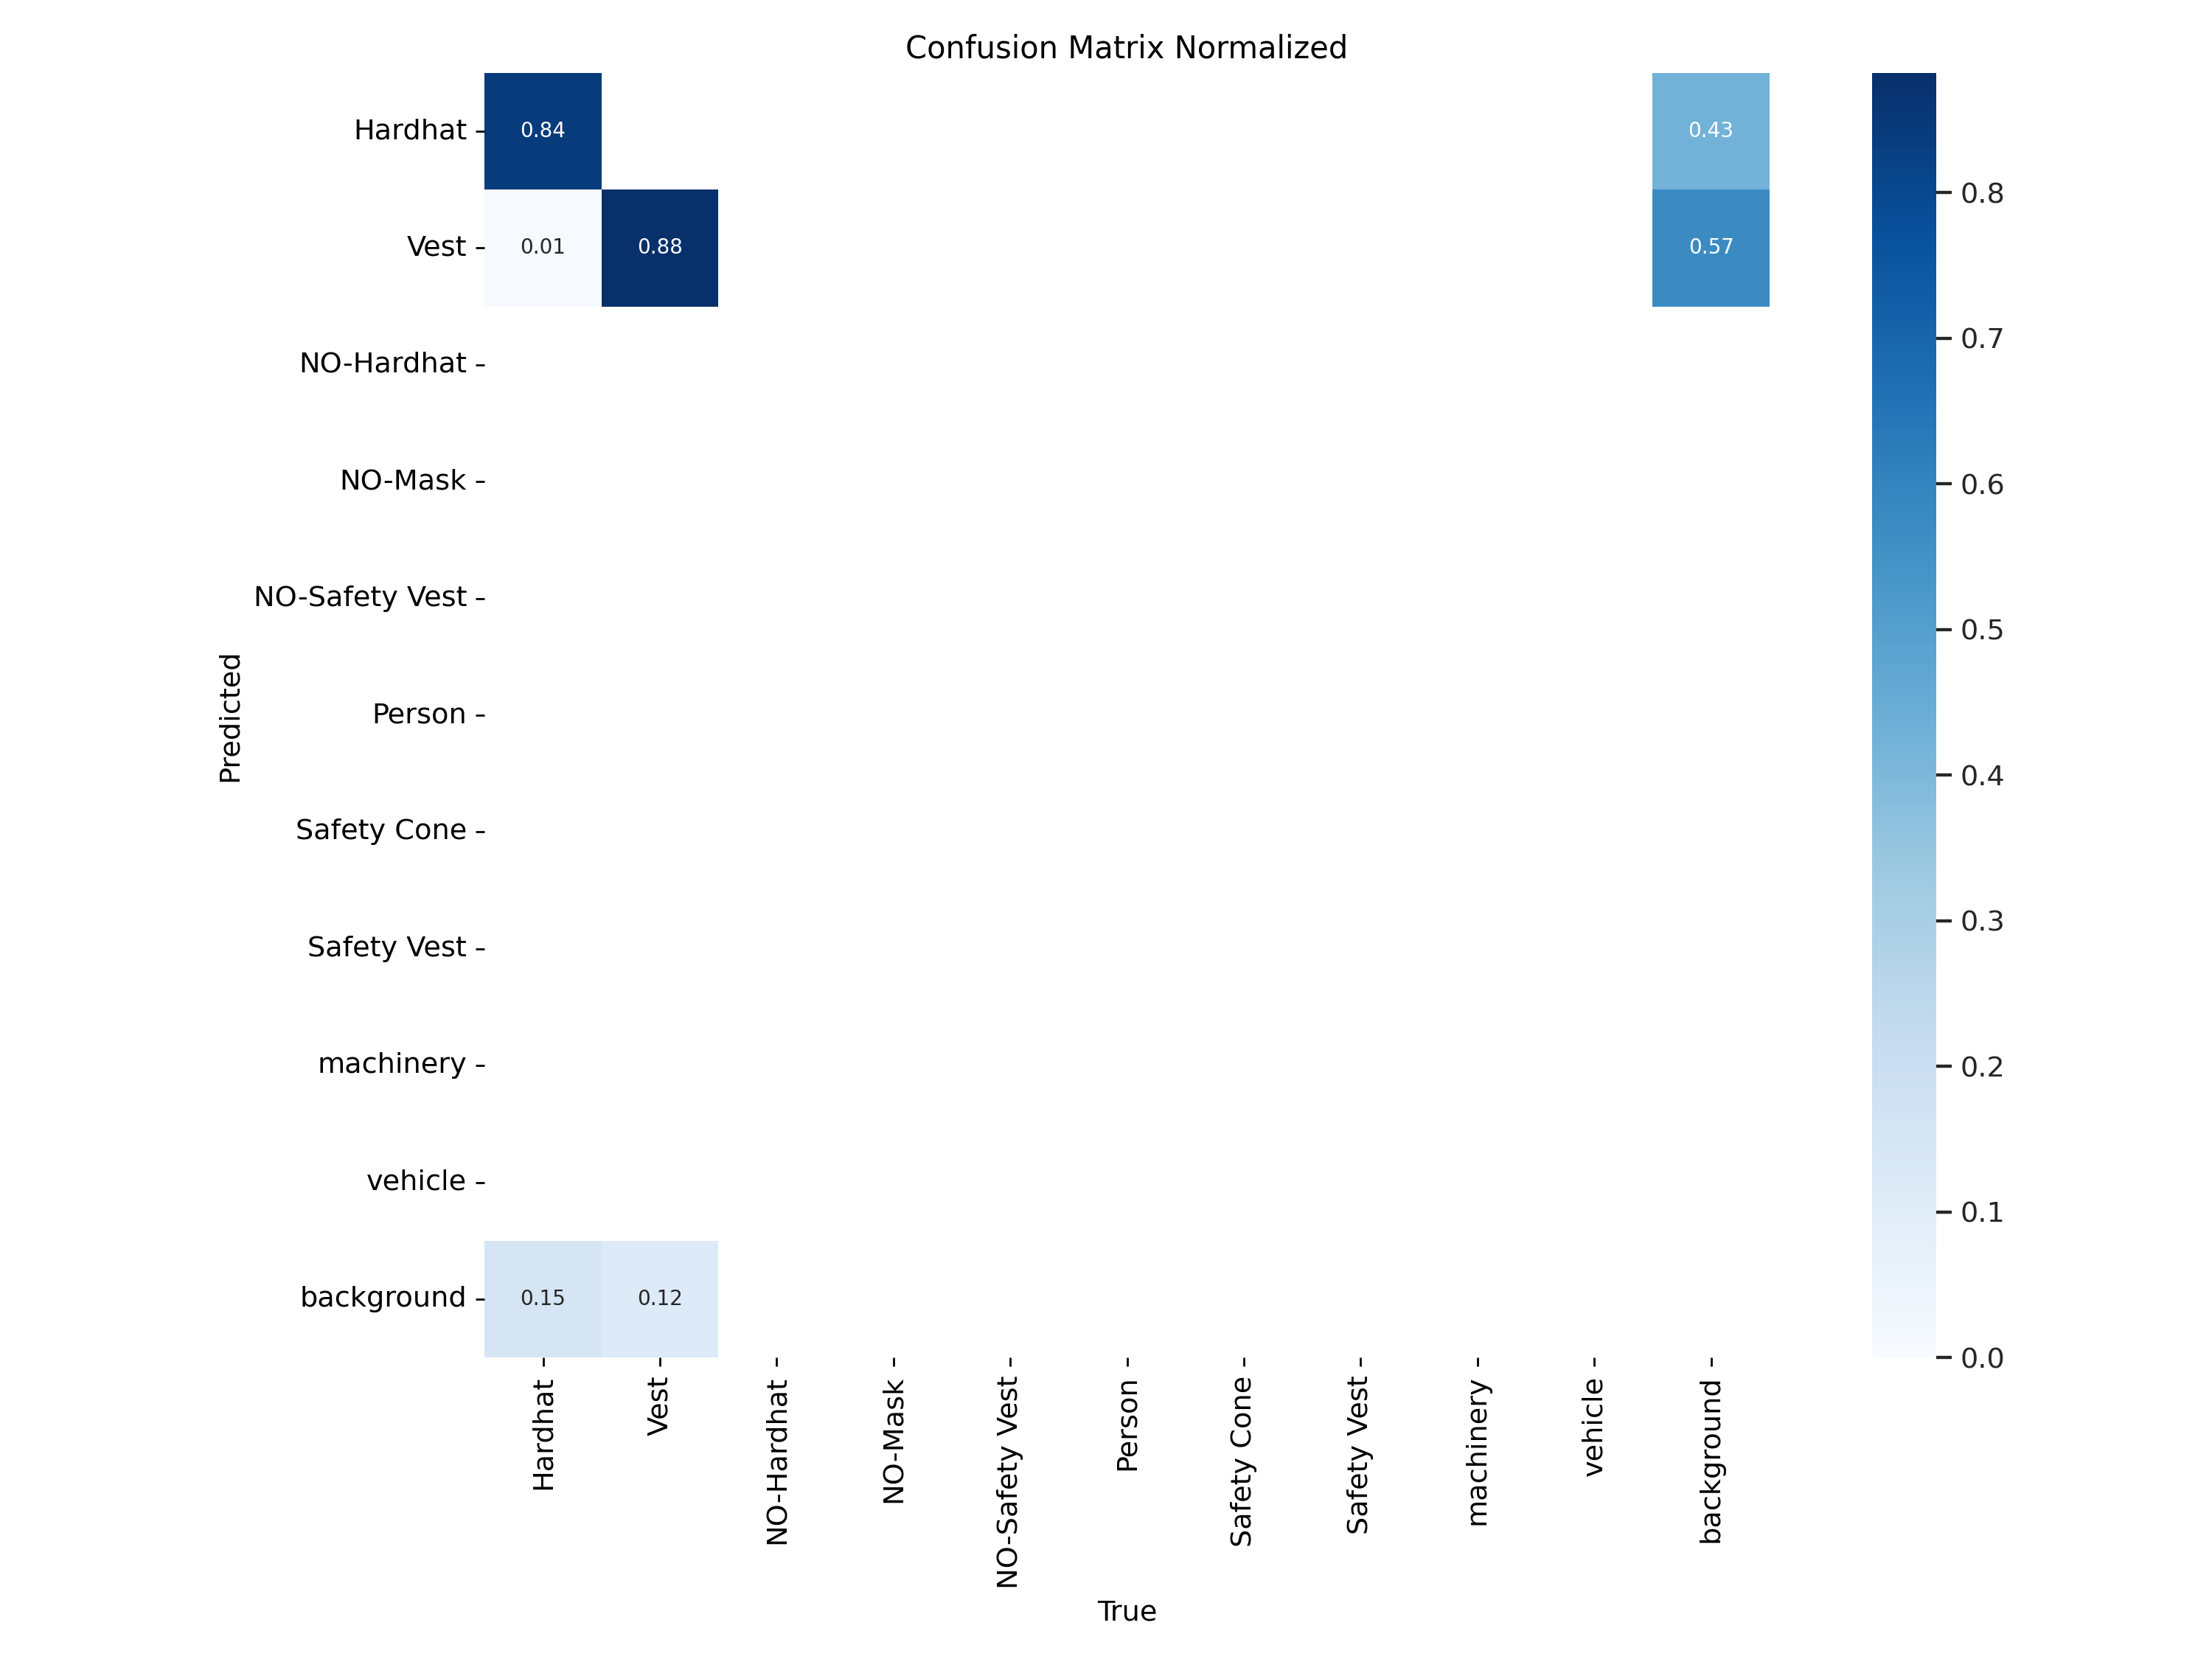 Confusion Matrix Normalized
Hardhat
0.84
0.43
0.8
Vest
0.01
0.88
0.57
NO-Hardhat
0.7
NO-Mask
0.6
NO-Safety Vest
0.5
Predicted
Person
0.4
Safety Cone
0.3
Safety Vest
0.2
machinery
vehicle
0.1
background
0.15
0.12
0.0
Hardhat
Vest
NO-Hardhat
NO-Mask
NO-Safety Vest
Person
Safety Cone
Safety Vest
machinery
vehicle
background
True